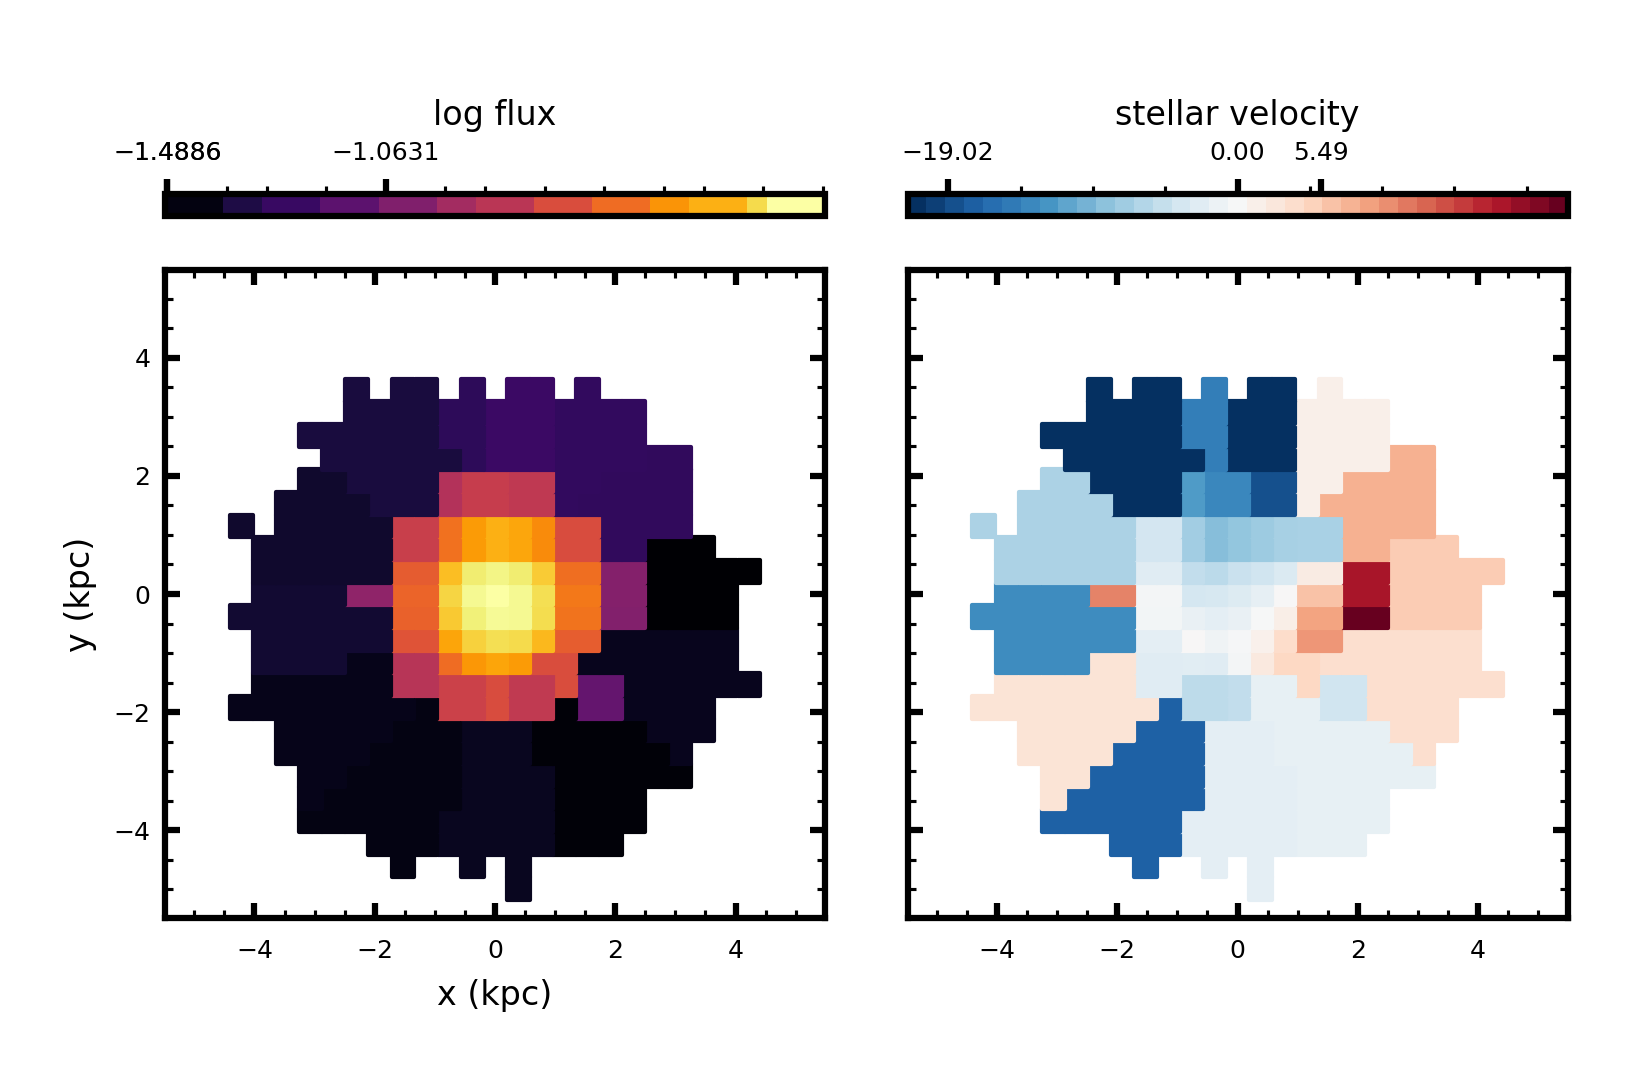 log flux
stellar velocity
−1.4886 −1.0631
−19.02 0.00 5.49
4
2
0
−2
−4
y (kpc)
−4 −2 0 2 4
−4 −2 0 2 4
x (kpc)